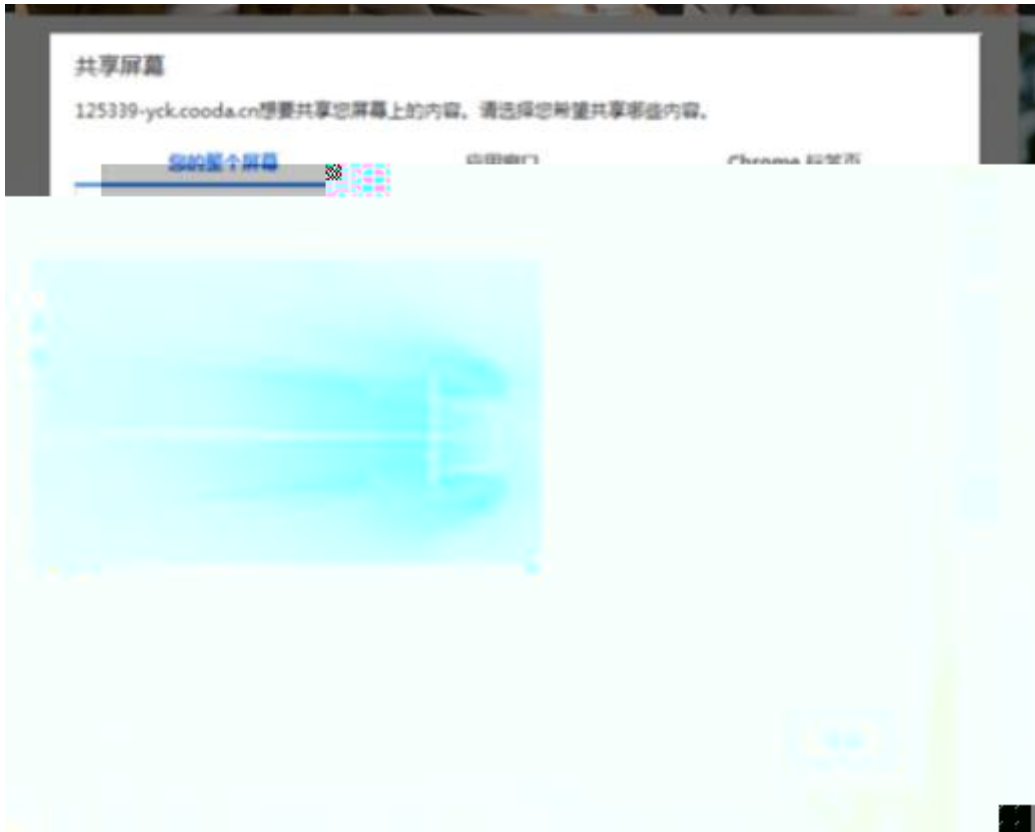 共享屏幕
125339-yck.cooda.cn想要共享您屏幕上的内容。请选择您希望共享哪些内容。
您的整个屏幕 应用窗口 Chrome 标签页